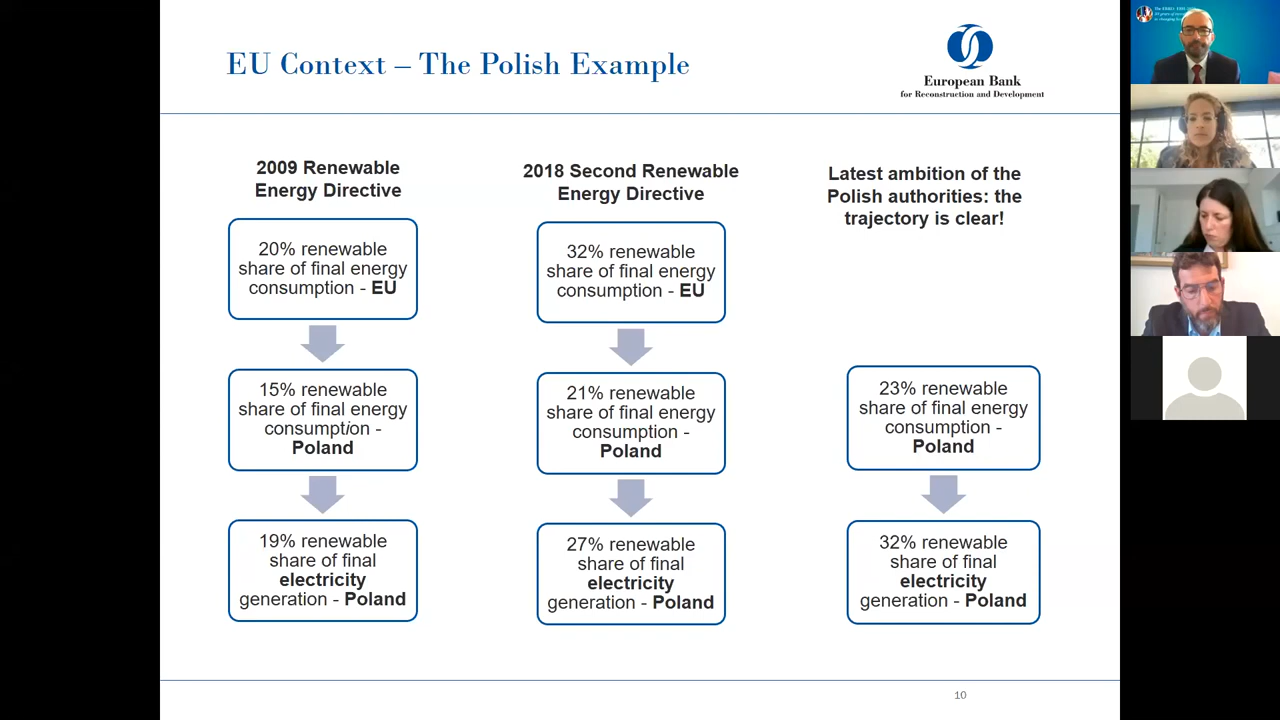 EU Context – The Polish Example
European Bank
for Reconstruction and Development
2009 Renewable
Energy Directive
20% renewable
share of final energy
consumption - EU
15% renewable
share of final energy
consumption -
Poland
19% renewable
share of final
electricity
generation - Poland
2018 Second Renewable
Energy Directive
32% renewable
share of final energy
consumption - EU
21% renewable
share of final energy
consumption -
Poland
27% renewable
share of final
electricity
generation - Poland
Latest ambition of the
Polish authorities: the
trajectory is clear!
23% renewable
share of final energy
consumption -
Poland
32% renewable
share of final
electricity
generation - Poland
10